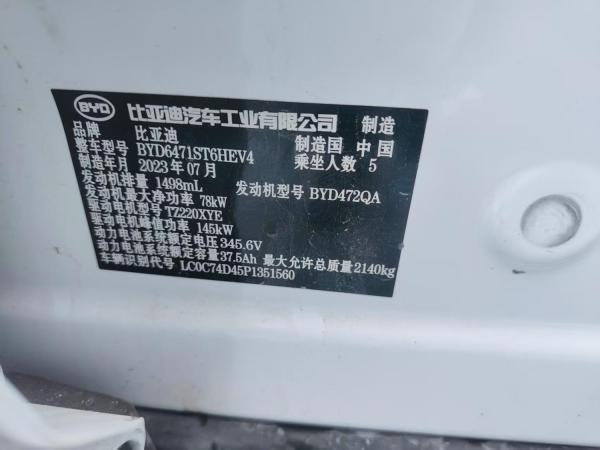 BYD 比亚迪汽车工业有限公司 制造
品牌 比亚迪 制造国 中国
整车型号 BYD6471ST6HEV4 乘坐人数 5
制造年月 2023年07月
发动机排量 1498mL 发动机型号 BYD472QA
发动机最大净功率 78kW
驱动电机型号 TZ220XYE
驱动电机峰值功率 145kW
动力电池系统额定电压 345.6V
动力电池系统额定容量 37.5Ah 最大允许总质量 2140kg
车辆识别代号 LC0C74D45P1351560